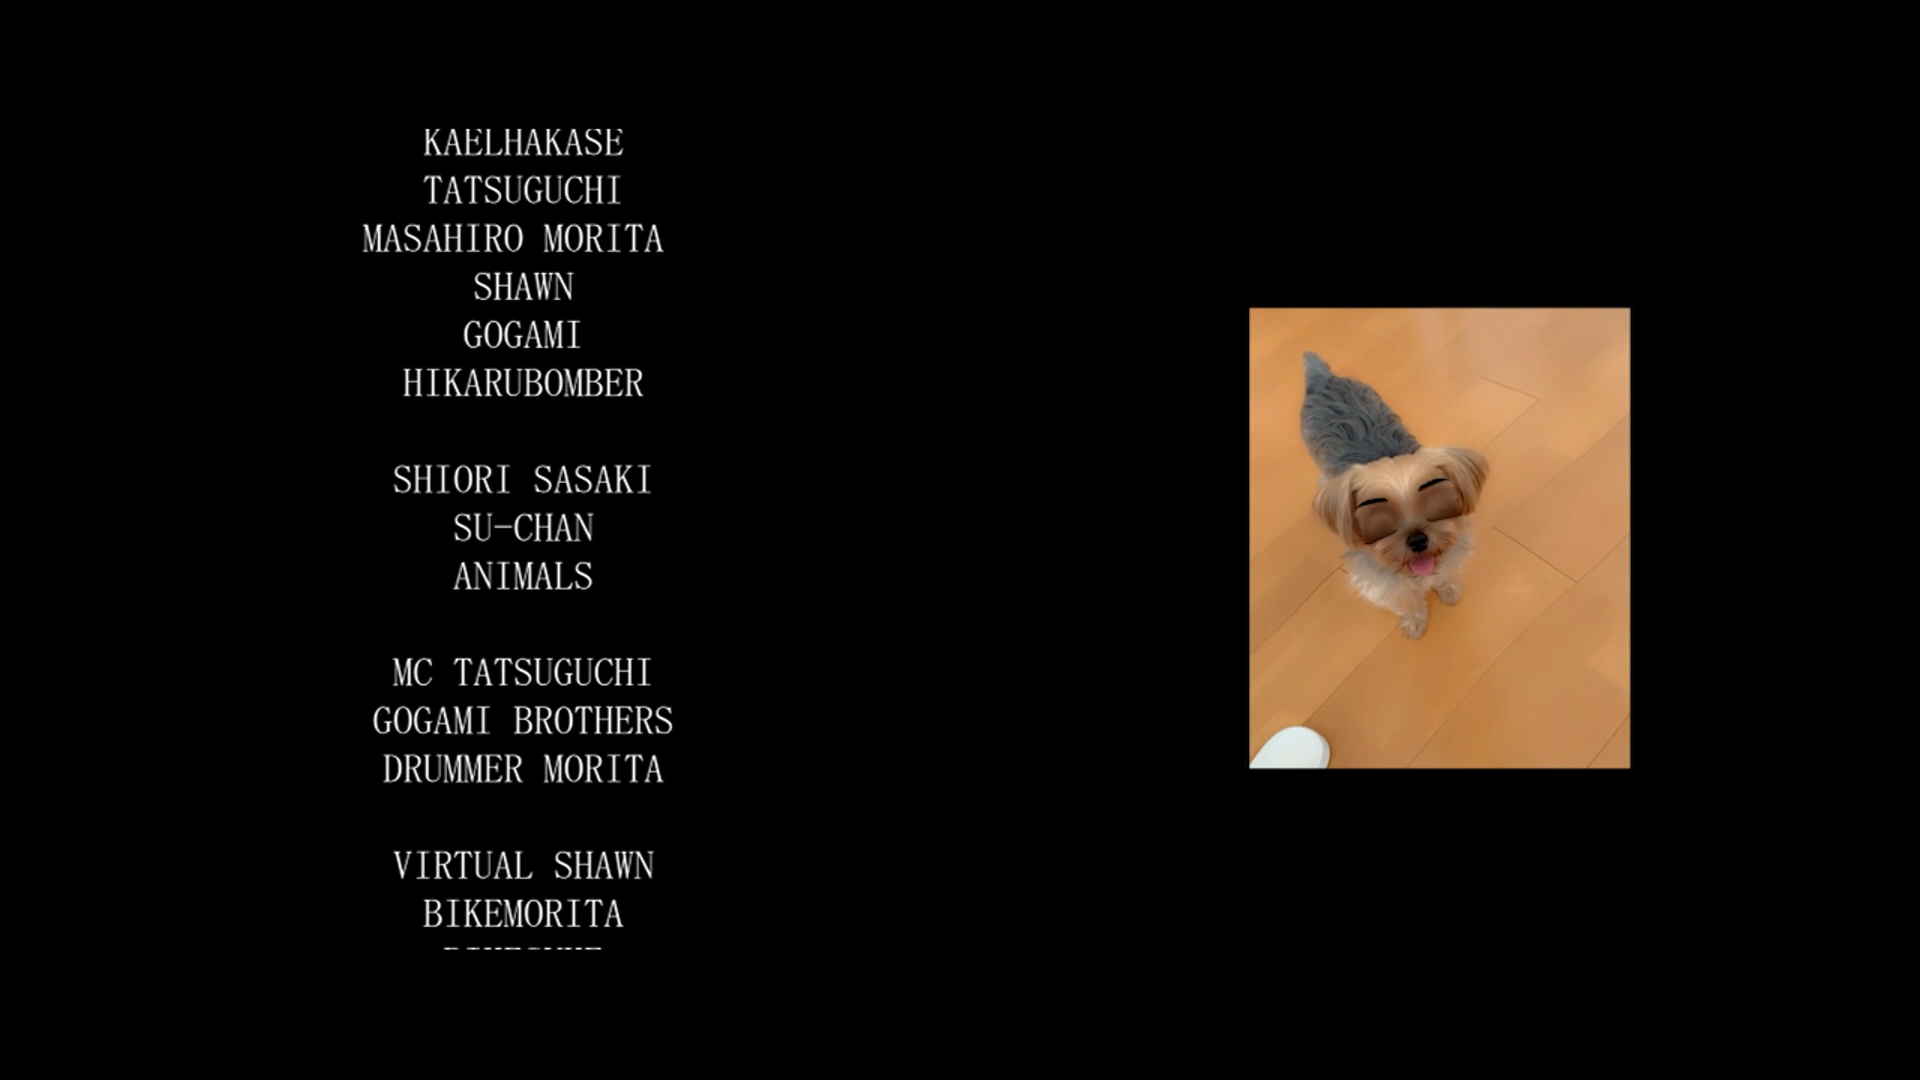 KAELHAKASE
TATSUGUCHI
MASAHIRO MORITA
SHAWN
GOGAMI
HIKARUBOMBER
SHIORI SASAKI
SU-CHAN
ANIMALS
MC TATSUGUCHI
GOGAMI BROTHERS
DRUMMER MORITA
VIRTUAL SHAWN
BIKEMORITA